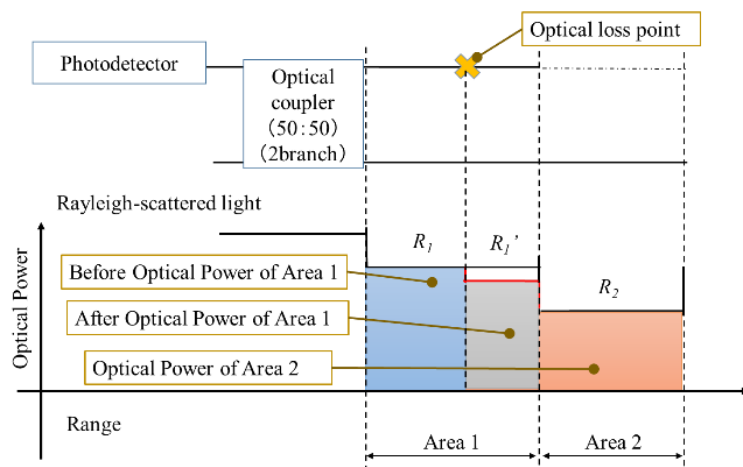 Optical loss point
Photodetector
Optical
coupler
(50:50)
(2branch)
Rayleigh-scattered light
R1
R1’
R2
Before Optical Power of Area 1
After Optical Power of Area 1
Optical Power of Area 2
Optical Power
Range
Area 1
Area 2